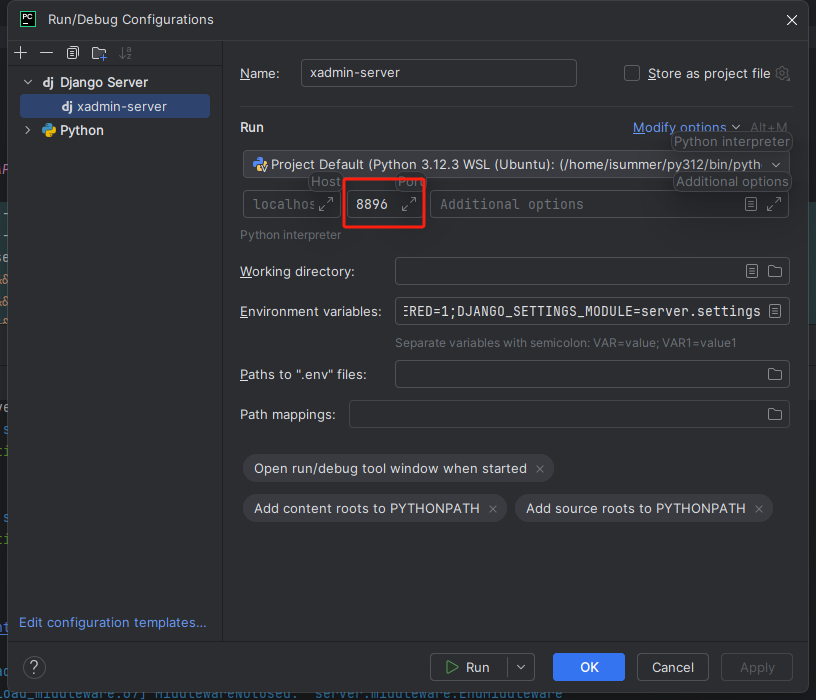 PC
Run/Debug Configurations
dj Django Server
dj xadmin-server
Python
Name:
xadmin-server
Store as project file
Run
Modify options
Alt+M
Python interpreter
Project Default (Python 3.12.3 WSL (Ubuntu): (/home/isummer/py312/bin/pyth
Host
Port
Additional options
localhos
8896
Additional options
Python interpreter
Working directory:
Environment variables:
ERED=1;DJANGO_SETTINGS_MODULE=server.settings
Separate variables with semicolon: VAR=value; VAR1=value1
Paths to ".env" files:
Path mappings:
Open run/debug tool window when started
Add content roots to PYTHONPATH
Add source roots to PYTHONPATH
Edit configuration templates...
?
Run
OK
Cancel
Apply